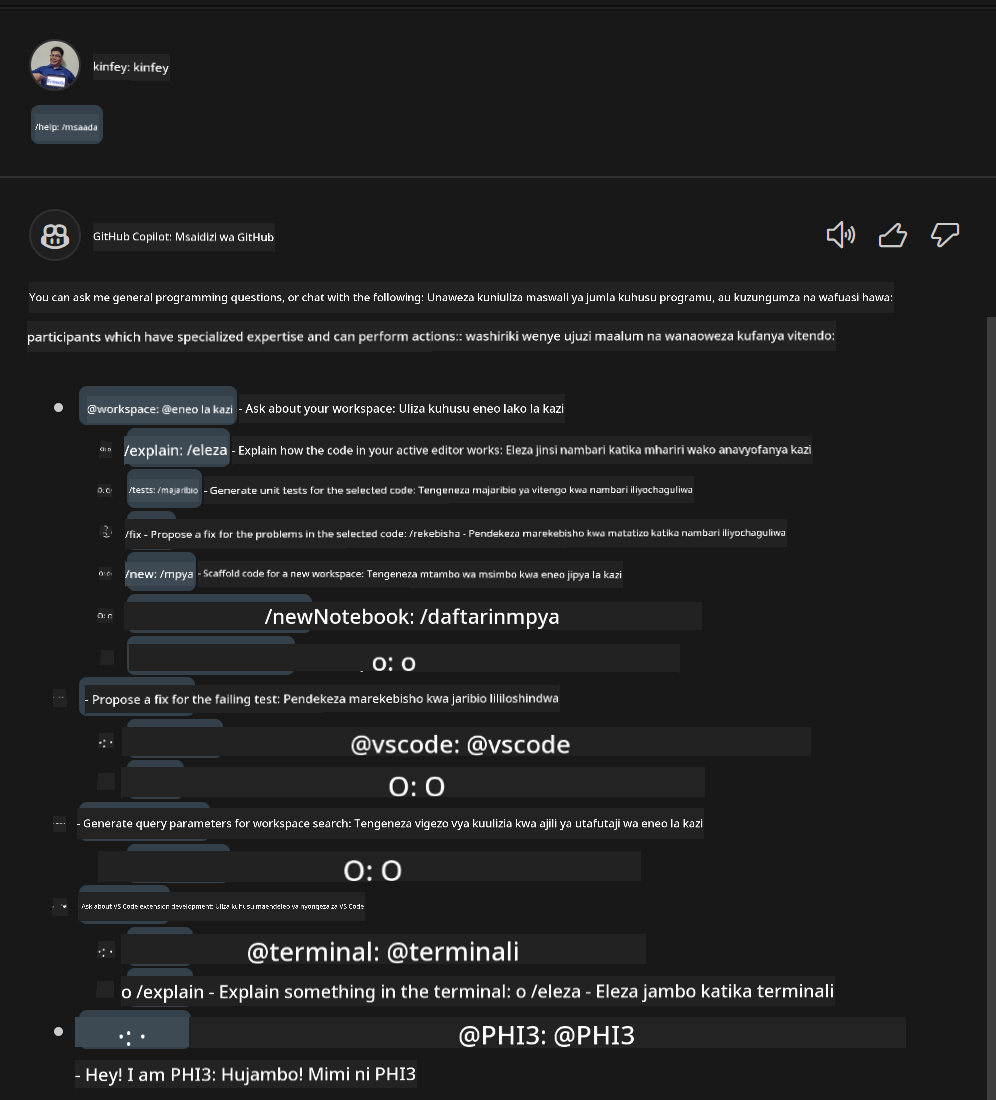 kinfey: kinfey
/help: /msaada
GitHub Copilot: Msaidizi wa GitHub
You can ask me general programming questions, or chat with the following: Unaweza kuniuliza maswali ya jumla kuhusu programu, au kuzungumza na wafuasi hawa:
participants which have specialized expertise and can perform actions:: washiriki wenye ujuzi maalum na wanaoweza kufanya vitendo:
@workspace: @eneo la kazi - Ask about your workspace: Uliza kuhusu eneo lako la kazi
/explain: /eleza - Explain how the code in your active editor works: Eleza jinsi nambari katika mhariri wako anavyofanya kazi
/tests: /majaribio - Generate unit tests for the selected code: Tengeneza majaribio ya vitengo kwa nambari iliyochaguliwa
/fix - Propose a fix for the problems in the selected code: /rekebisha - Pendekeza marekebisho kwa matatizo katika nambari iliyochaguliwa
/new: /mpya - Scaffold code for a new workspace: Tengeneza mtambo wa msimbo kwa eneo jipya la kazi
/newNotebook: /daftarinmpya
o: o
- Propose a fix for the failing test: Pendekeza marekebisho kwa jaribio lililoshindwa
@vscode: @vscode
O: O
- Generate query parameters for workspace search: Tengeneza vigezo vya kuulizia kwa ajili ya utafutaji wa eneo la kazi
O: O
Ask about VS Code extension development: Uliza kuhusu maendeleo ya nyongeza za VS Code
@terminal: @terminali
o /explain - Explain something in the terminal: o /eleza - Eleza jambo katika terminali
@PHI3: @PHI3
- Hey! I am PHI3: Hujambo! Mimi ni PHI3